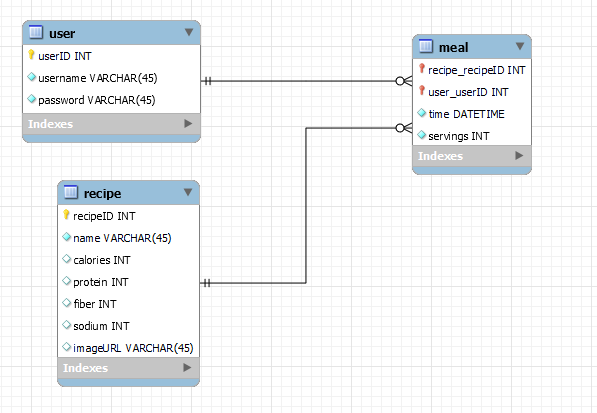 user
userID INT
username VARCHAR(45)
password VARCHAR(45)
Indexes
meal
recipe_recipeID INT
user_userID INT
time DATETIME
servings INT
Indexes
recipe
recipeID INT
name VARCHAR(45)
calories INT
protein INT
fiber INT
sodium INT
imageURL VARCHAR(45)
Indexes